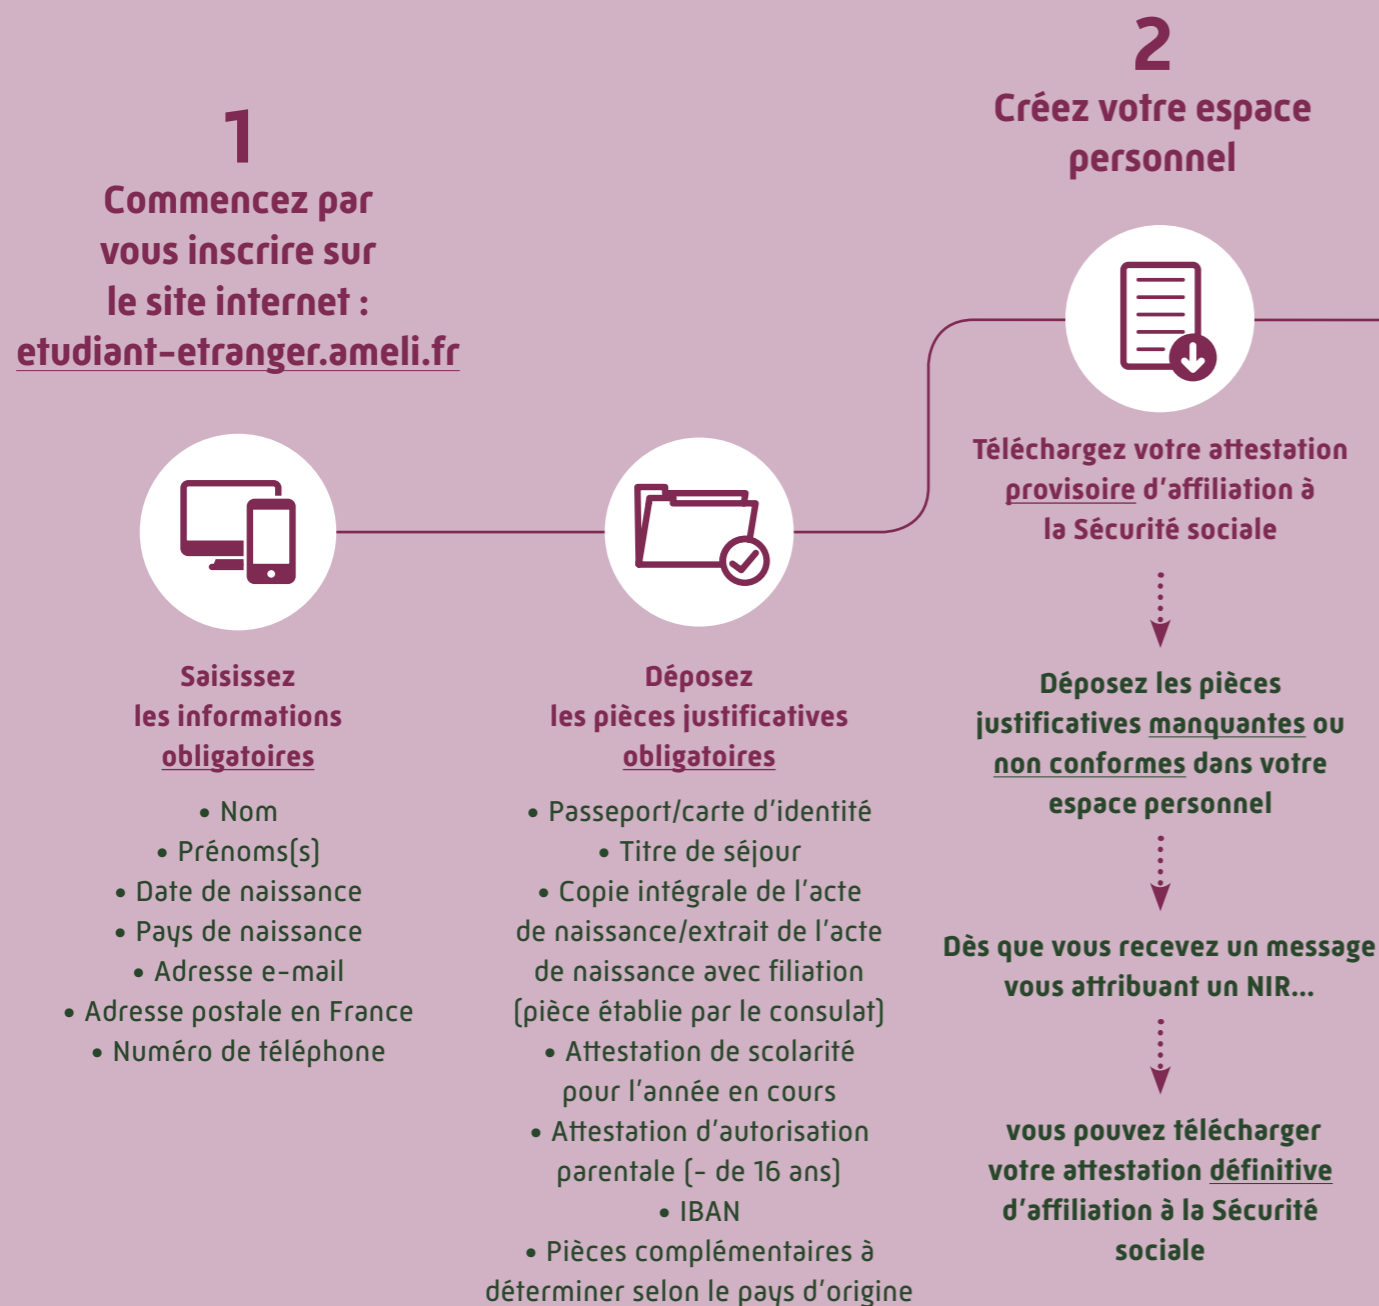 1
Commencez par
vous inscrire sur
le site internet :
etudiant-etranger.ameli.fr
Saisissez
les informations
obligatoires
• Nom
• Prénoms(s)
• Date de naissance
• Pays de naissance
• Adresse e-mail
• Adresse postale en France
• Numéro de téléphone
Déposez
les pièces justificatives
obligatoires
• Passeport/carte d'identité
• Titre de séjour
• Copie intégrale de l'acte
de naissance/extrait de l'acte
de naissance avec filiation
(pièce établie par le consulat)
• Attestation de scolarité
pour l'année en cours
• Attestation d'autorisation
parentale (- de 16 ans)
• IBAN
• Pièces complémentaires à
déterminer selon le pays d'origine
2
Créez votre espace
personnel
Téléchargez votre attestation
provisoire d'affiliation à
la Sécurité sociale
Déposez les pièces
justificatives manquantes ou
non conformes dans votre
espace personnel
Dès que vous recevez un message
vous attribuant un NIR...
vous pouvez télécharger
votre attestation définitive
d'affiliation à la Sécurité
sociale